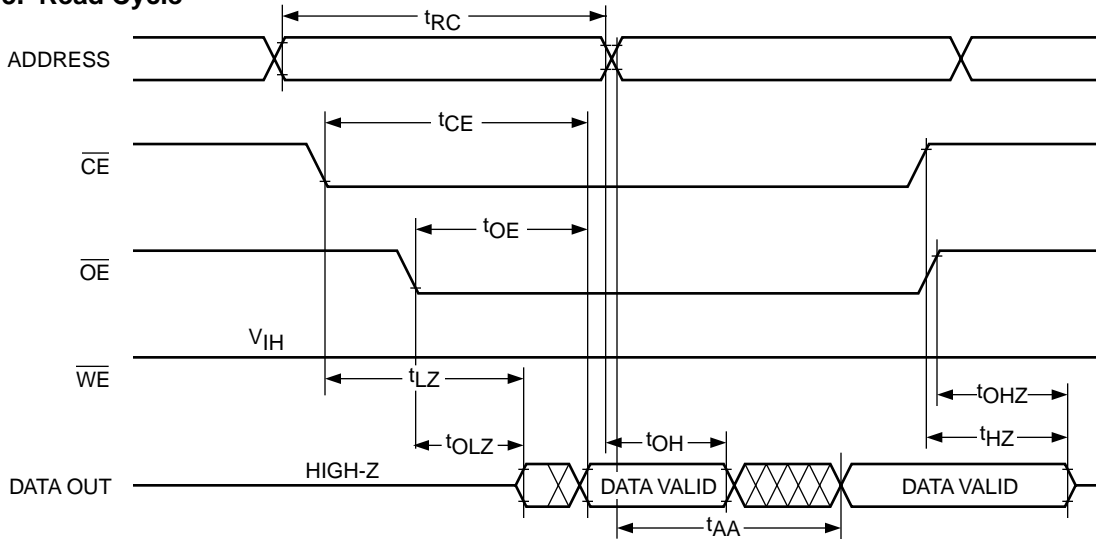 Read Cycle
tRC
ADDRESS
tCE
CE
tOE
OE
VIH
WE
tLZ
tOHZ
tOLZ
tOH
tHZ
HIGH-Z
DATA OUT
DATA VALID
DATA VALID
tAA